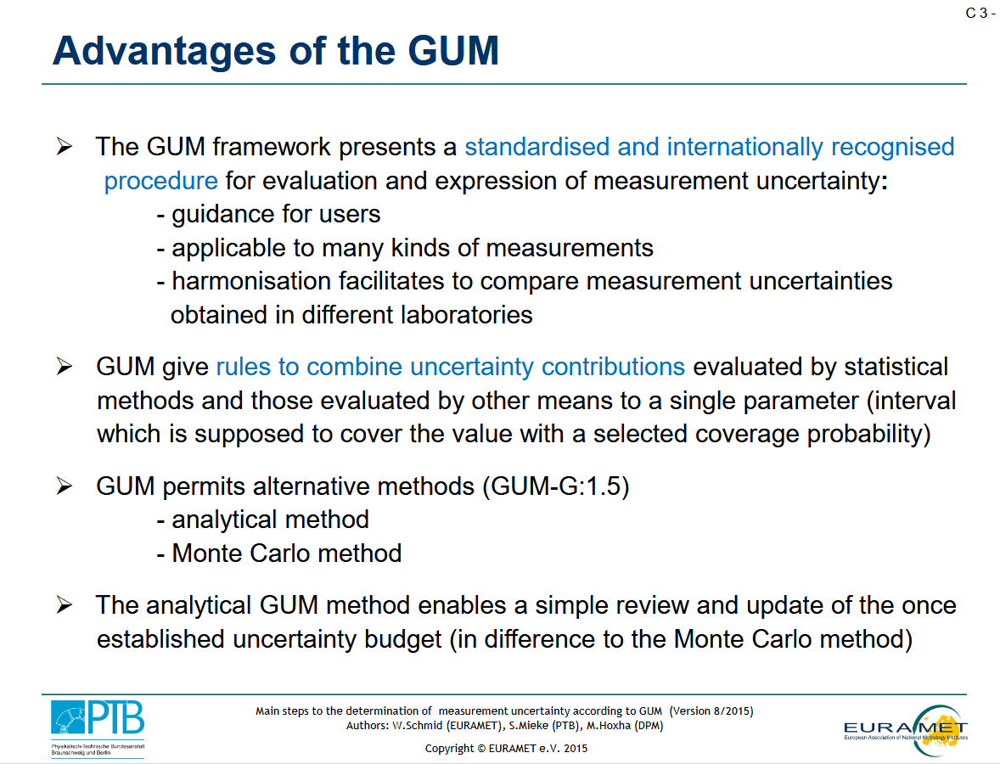 C 3 -
Advantages of the GUM
➢ The GUM framework presents a standardised and internationally recognised
procedure for evaluation and expression of measurement uncertainty:
- guidance for users
- applicable to many kinds of measurements
- harmonisation facilitates to compare measurement uncertainties
obtained in different laboratories
➢ GUM give rules to combine uncertainty contributions evaluated by statistical
methods and those evaluated by other means to a single parameter (interval
which is supposed to cover the value with a selected coverage probability)
➢ GUM permits alternative methods (GUM-G:1.5)
- analytical method
- Monte Carlo method
➢ The analytical GUM method enables a simple review and update of the once
established uncertainty budget (in difference to the Monte Carlo method)
PTB
Physikalisch-Technische Bundesanstalt
Braunschweig und Berlin
Main steps to the determination of measurement uncertainty according to GUM (Version 8/2015)
Authors: W.Schmid (EURAMET), S.Mieke (PTB), M.Hoxha (DPM)
Copyright © EURAMET e.V. 2015
EURAMET
European Association of National Metrology Institutes